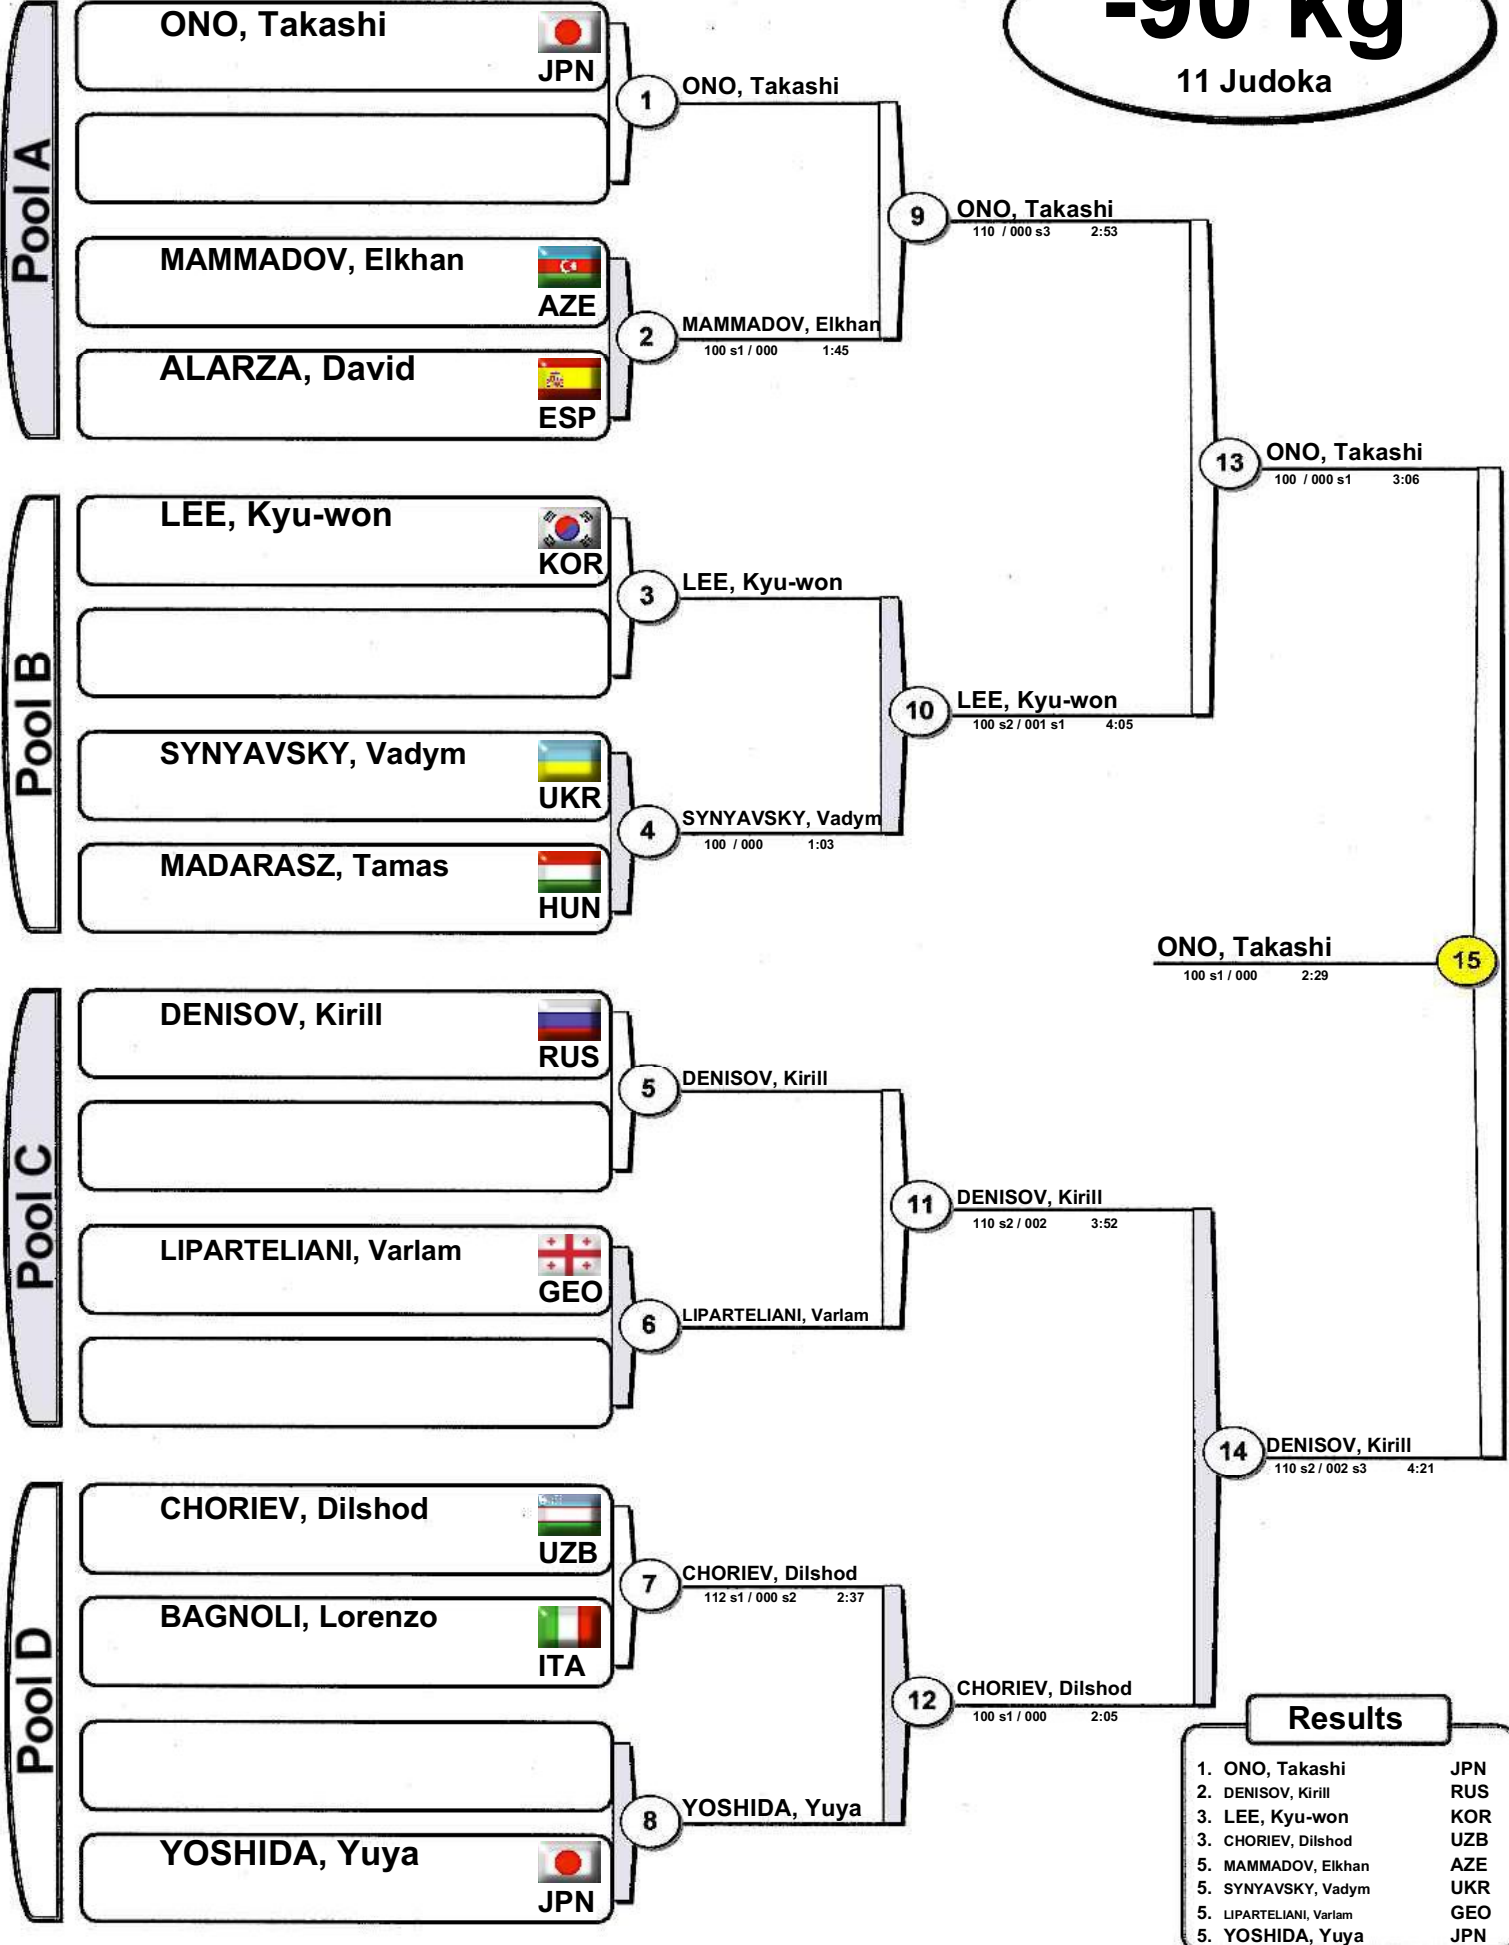 -90 kg
11 Judoka
Pool A
ONO, Takashi
JPN
MAMMADOV, Elkhan
AZE
ALARZA, David
ESP
1
ONO, Takashi
2
MAMMADOV, Elkhan
100 s1 / 000 1:45
9
ONO, Takashi
110 / 000 s3 2:53
Pool B
LEE, Kyu-won
KOR
SYNYAVSKY, Vadym
UKR
MADARASZ, Tamas
HUN
3
LEE, Kyu-won
4
SYNYAVSKY, Vadym
100 / 000 1:03
10
LEE, Kyu-won
100 s2 / 001 s1 4:05
13
ONO, Takashi
100 / 000 s1 3:06
ONO, Takashi
100 s1 / 000 2:29
15
Pool C
DENISOV, Kirill
RUS
LIPARTELIANI, Varlam
GEO
5
DENISOV, Kirill
6
LIPARTELIANI, Varlam
11
DENISOV, Kirill
110 s2 / 002 3:52
Pool D
CHORIEV, Dilshod
UZB
BAGNOLI, Lorenzo
ITA
YOSHIDA, Yuya
JPN
7
CHORIEV, Dilshod
112 s1 / 000 s2 2:37
8
YOSHIDA, Yuya
12
CHORIEV, Dilshod
100 s1 / 000 2:05
14
DENISOV, Kirill
110 s2 / 002 s3 4:21
Results
1. ONO, Takashi JPN
2. DENISOV, Kirill RUS
3. LEE, Kyu-won KOR
3. CHORIEV, Dilshod UZB
5. MAMMADOV, Elkhan AZE
5. SYNYAVSKY, Vadym UKR
5. LIPARTELIANI, Varlam GEO
5. YOSHIDA, Yuya JPN